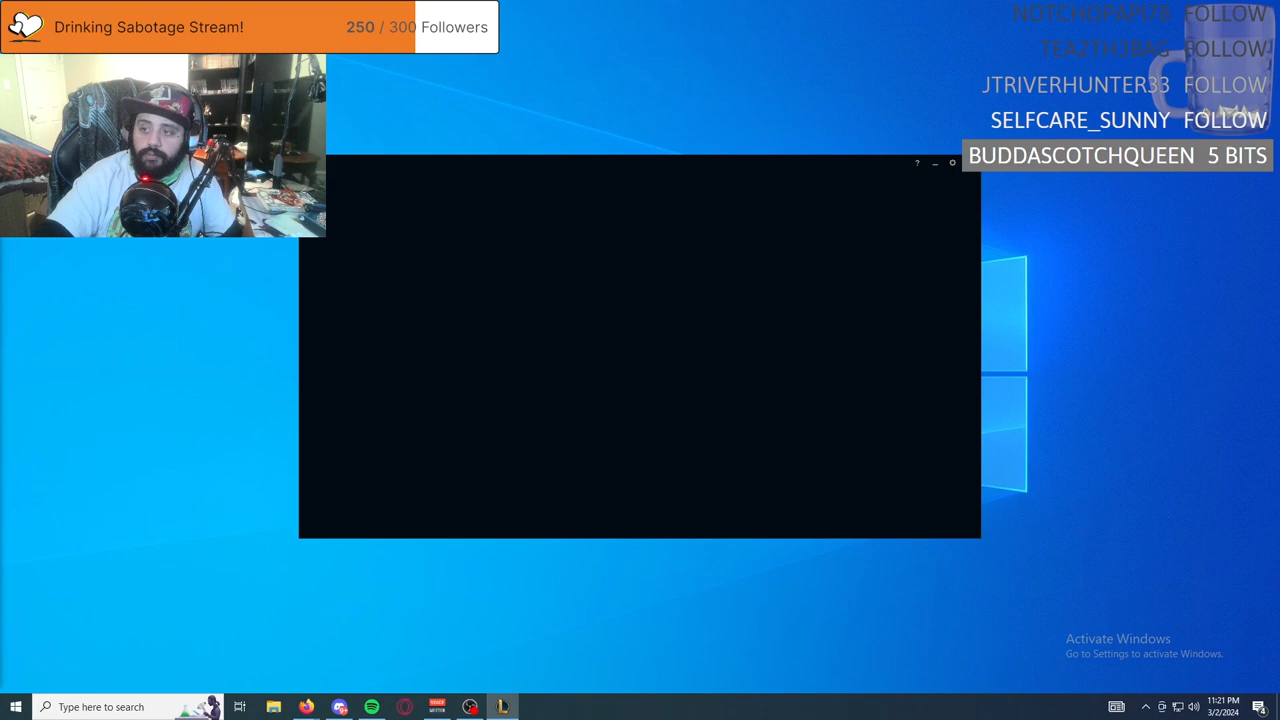 Drinking Sabotage Stream!
250 / 300 Followers
NOTCHOPAPI78 FOLLOW
TEA2TH3BAG FOLLOW
JTRIVERHUNTER33 FOLLOW
SELFCARE_SUNNY FOLLOW
BUDDASCOTCHQUEEN 5 BITS
?
Activate Windows
Go to Settings to activate Windows.
Type here to search
11:21 PM
3/2/2024
4